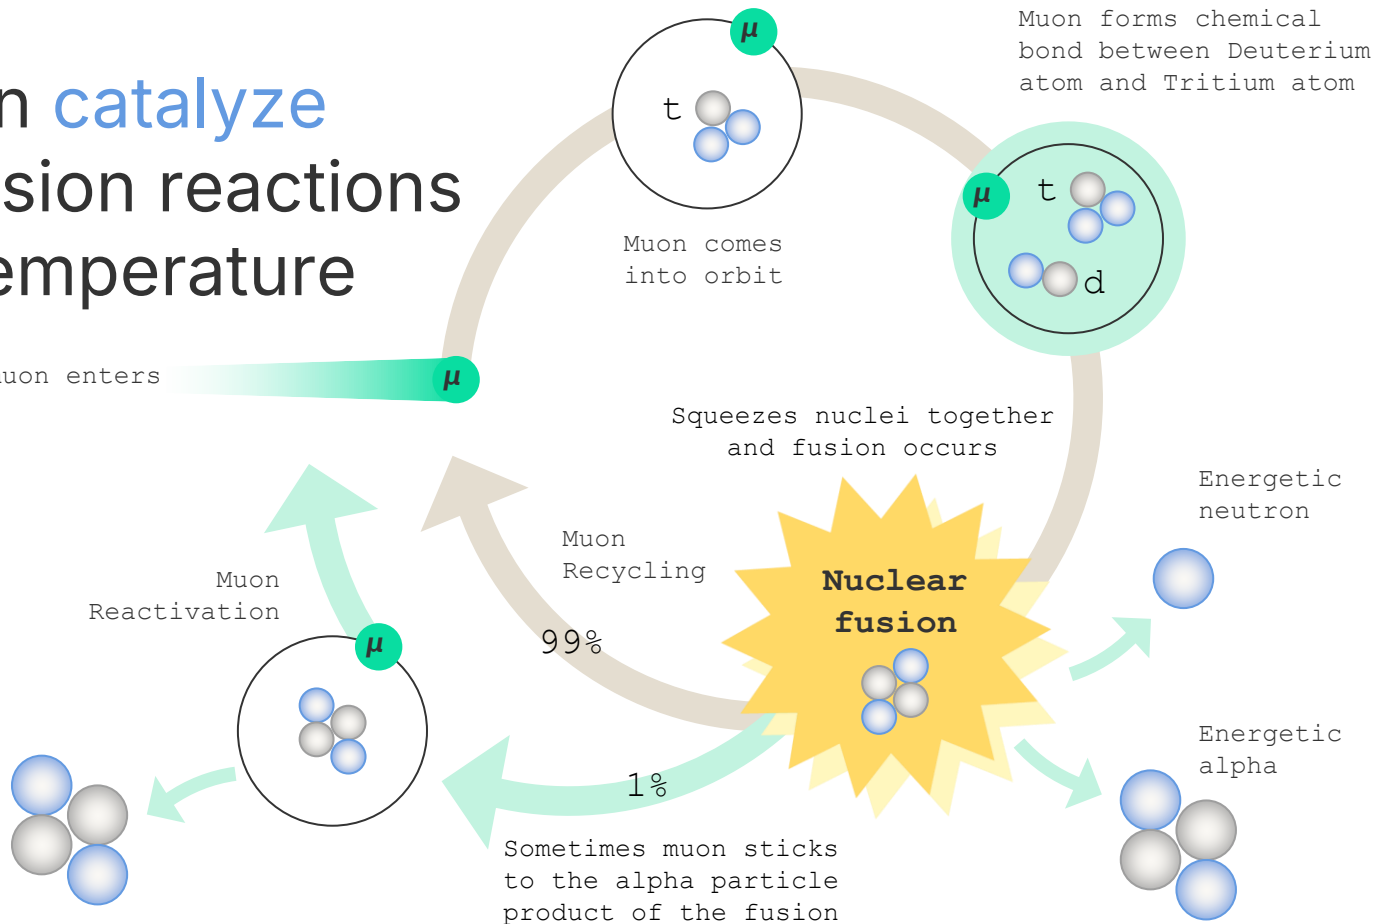 n catalyze
sion reactions
emperature
uon enters
μ
μ
t
Muon comes
into orbit
Muon forms chemical
bond between Deuterium
atom and Tritium atom
μ
t
d
Squeezes nuclei together
and fusion occurs
Nuclear
fusion
Energetic
neutron
Energetic
alpha
Muon
Recycling
99%
Muon
Reactivation
μ
1%
Sometimes muon sticks
to the alpha particle
product of the fusion